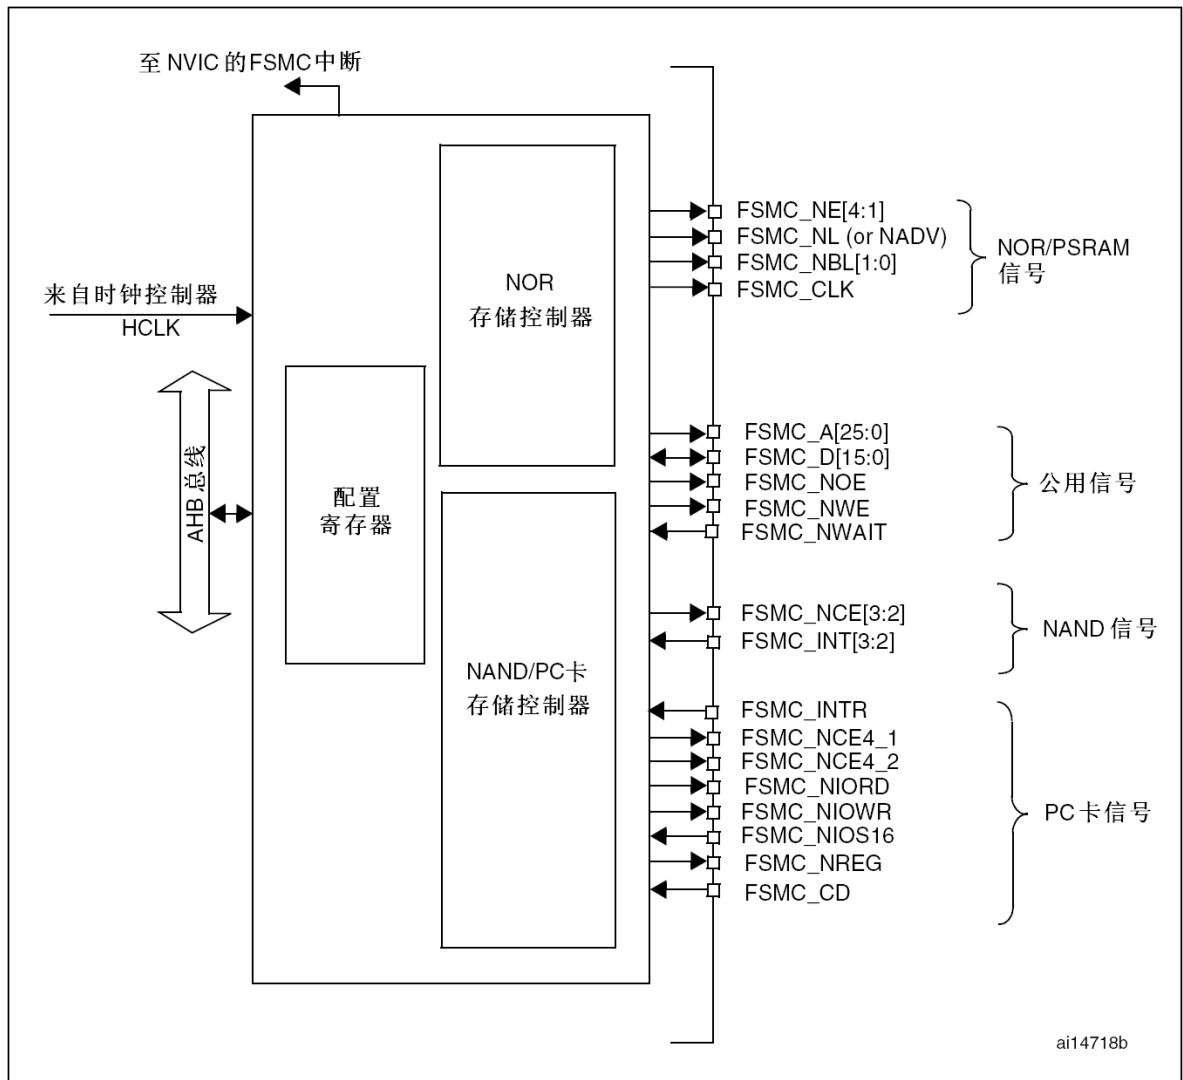 至 NVIC 的FSMC中断
来自时钟控制器
HCLK
AHB 总线
配置
寄存器
NOR
存储控制器
NAND/PC卡
存储控制器
FSMC_NE[4:1]
FSMC_NL (or NADV)
FSMC_NBL[1:0]
FSMC_CLK
NOR/PSRAM
信号
FSMC_A[25:0]
FSMC_D[15:0]
FSMC_NOE
FSMC_NWE
FSMC_NWAIT
公用信号
FSMC_NCE[3:2]
FSMC_INT[3:2]
NAND 信号
FSMC_INTR
FSMC_NCE4_1
FSMC_NCE4_2
FSMC_NIORD
FSMC_NIOWR
FSMC_NIOS16
FSMC_NREG
FSMC_CD
PC卡信号
ai14718b